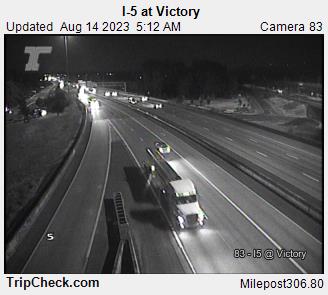 I-5 at Victory
Updated  Aug 14 2023  5:12 AM
Camera 83
S
83 - I5 @ Victory
TripCheck.com
Milepost306.80